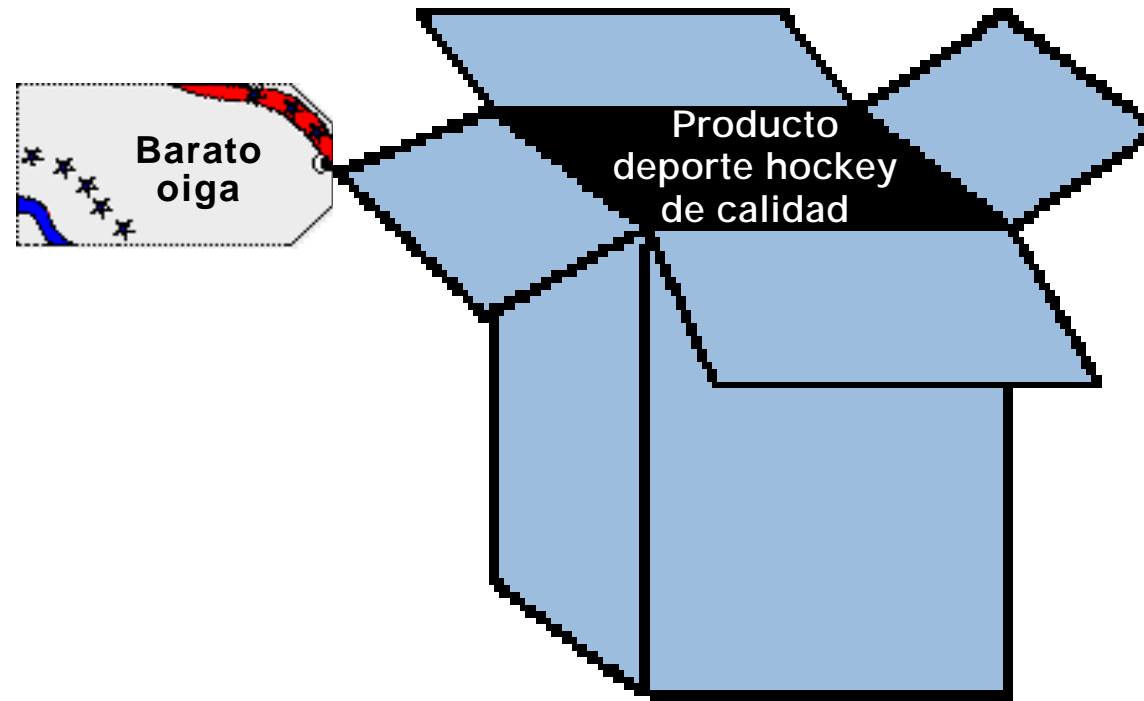 Barato
oiga
Producto
deporte hockey
de calidad